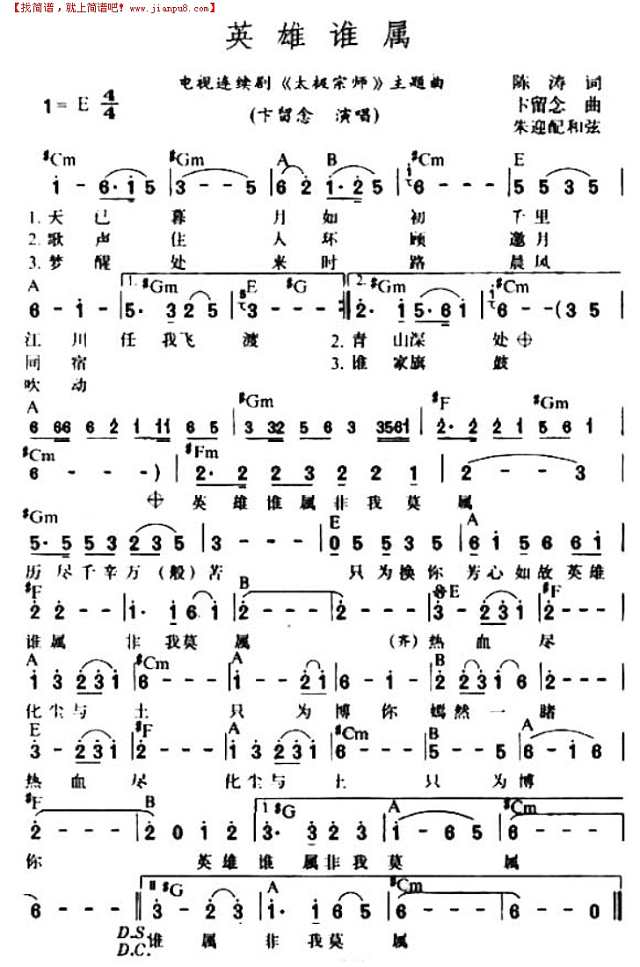 【找简谱，就上简谱吧! www.jianpu8.com】
英雄谁属
电视连续剧《太极宗师》主题曲
陈涛 词
1=E 4/4
(卞留念 演唱)
卞留念 曲
朱迎配和弦
#Cm #Gm A B #Cm E
1 - 6·1 5 3 - - 5 6 2 1·2 5 6 - - - 5 5 3 5
1.天已暮 月如初 千里
2.歌声住 人环顾 邀月
3.梦醒处 来时路 晨风
A 1. #Gm E #G 2. #Gm #Cm
6 - 1 - 5· 3 2 5 3 - - - 2· 1 5·6 1 6 - (3 5
江川任我飞渡 2.青山深处
同宿 3.谁家旗鼓
吹动
A #Gm #F #Gm
6 66 6 2 1 11 6 5 3 32 5 6 2 3561 2·2 2 2 5 6 1
#Cm #Fm
6 - - ) 2· 2 2 3 2 2 2 1 2 - - 3
英雄谁属非我莫属
#Gm E A
5· 5 5 3 2 3 5 3 - - - 0 5 5 3 5 6 1 5 6 6 1
历尽千辛万(般)苦 只为换你芳心如故英雄
#F B E #F
2 2 - - 2· 1 · 1 6 1 2 - - - 2 - - 3 - 2 3 1 2 - - -
谁属 非我莫属 (齐)热血尽
A #Cm A B
1 3 2 2 3 1 6 - - - 2 - - 1 2 1 6 - 1 2 2 3 1 6 2 - - -
化尘与土 只为博你嫣然一睹
E #F A #Cm B A
3 - 2 3 1 2 - - - 1 3 2 2 3 1 6 - - - 5 - - 5 6 - 1 6
热血尽 化尘与土 只为博
#F B 1 #G A #Cm
2 - - - 2 0 1 2 3· 3 2 3 1 - 6 5 6 - - -
你 英雄谁属非我莫属
II #G A #Cm
6 - - - 3 - 2 1 2· 1 6 5 6 - - - 6 - - 0
D.S. 谁属非我莫属
D.C.